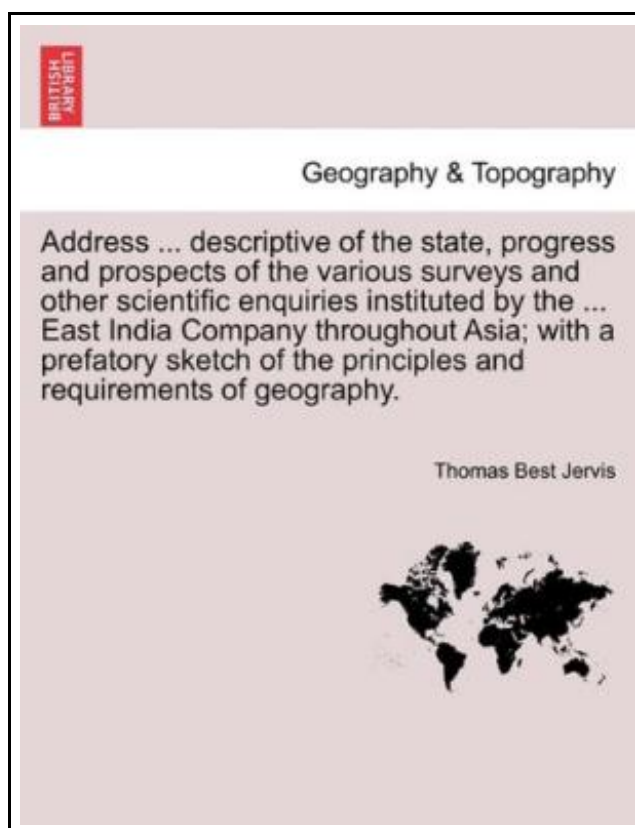 BRITISH
LIBRARY
Geography & Topography
Address ... descriptive of the state, progress
and prospects of the various surveys and
other scientific enquiries instituted by the ...
East India Company throughout Asia; with a
prefatory sketch of the principles and
requirements of geography.
Thomas Best Jervis